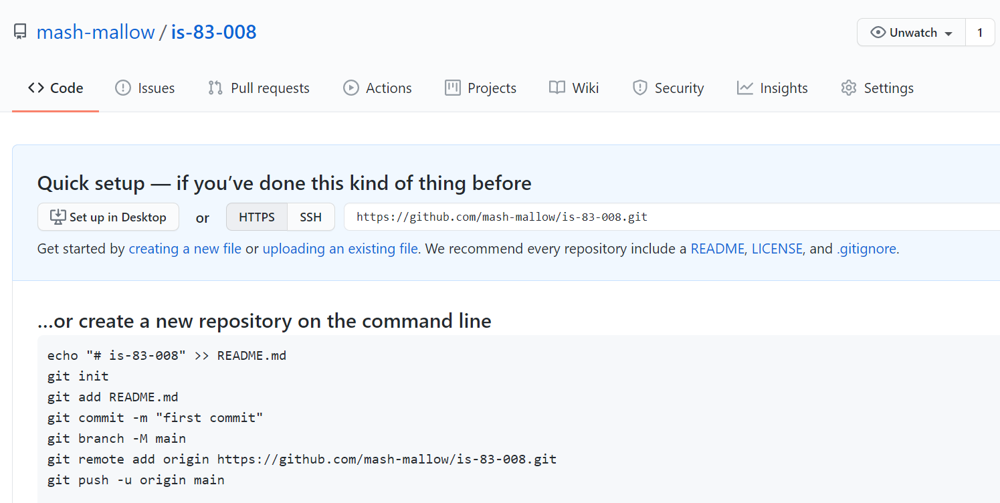 mash-mallow / is-83-008
Unwatch 1
Code Issues Pull requests Actions Projects Wiki Security Insights Settings
Quick setup — if you’ve done this kind of thing before
Set up in Desktop or HTTPS SSH https://github.com/mash-mallow/is-83-008.git
Get started by creating a new file or uploading an existing file. We recommend every repository include a README, LICENSE, and .gitignore.
…or create a new repository on the command line
echo "# is-83-008" >> README.md
git init
git add README.md
git commit -m "first commit"
git branch -M main
git remote add origin https://github.com/mash-mallow/is-83-008.git
git push -u origin main